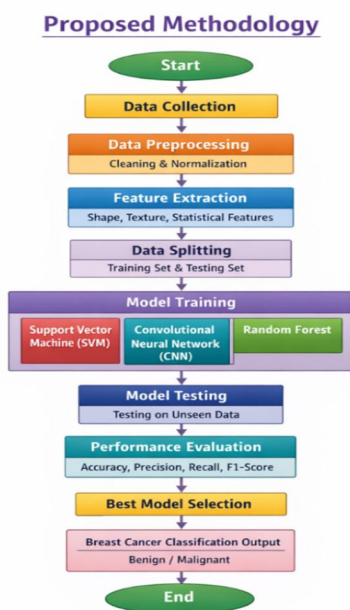 Proposed Methodology
Start
Data Collection
Data Preprocessing
Cleaning & Normalization
Feature Extraction
Shape, Texture, Statistical Features
Data Splitting
Training Set & Testing Set
Model Training
Support Vector
Machine (SVM)
Convolutional
Neural Network
(CNN)
Random Forest
Model Testing
Testing on Unseen Data
Performance Evaluation
Accuracy, Precision, Recall, F1-Score
Best Model Selection
Breast Cancer Classification Output
Benign / Malignant
End